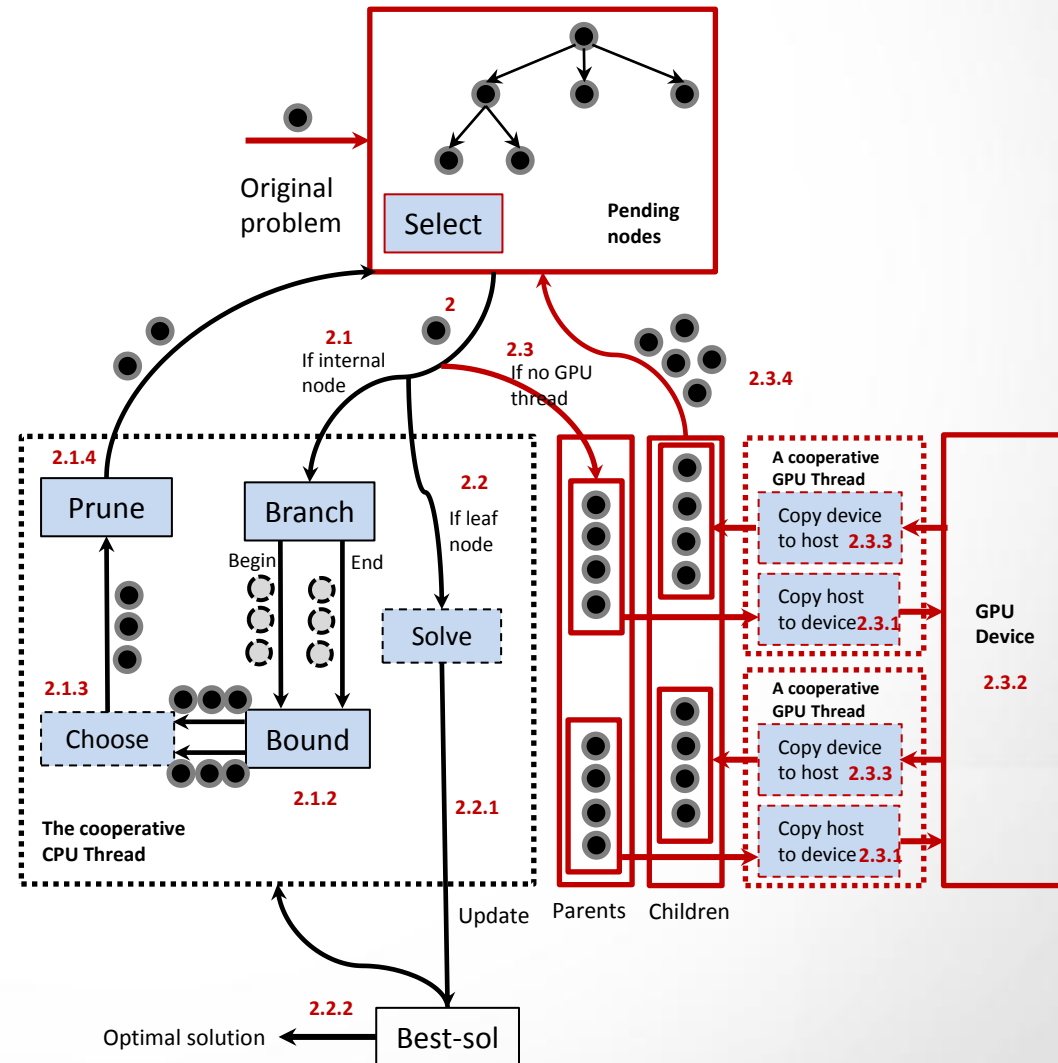 Original
problem
Select
Pending
nodes
2
2.1
If internal
node
2.3
If no GPU
thread
2.3.4
2.1.4
Prune
Branch
Begin
End
2.2
If leaf
node
Solve
2.1.3
Choose
Bound
2.1.2
2.2.1
The cooperative
CPU Thread
A cooperative
GPU Thread
Copy device
to host 2.3.3
Copy host
to device 2.3.1
A cooperative
GPU Thread
Copy device
to host 2.3.3
Copy host
to device 2.3.1
GPU
Device
2.3.2
Update
Parents
Children
2.2.2
Optimal solution
Best-sol